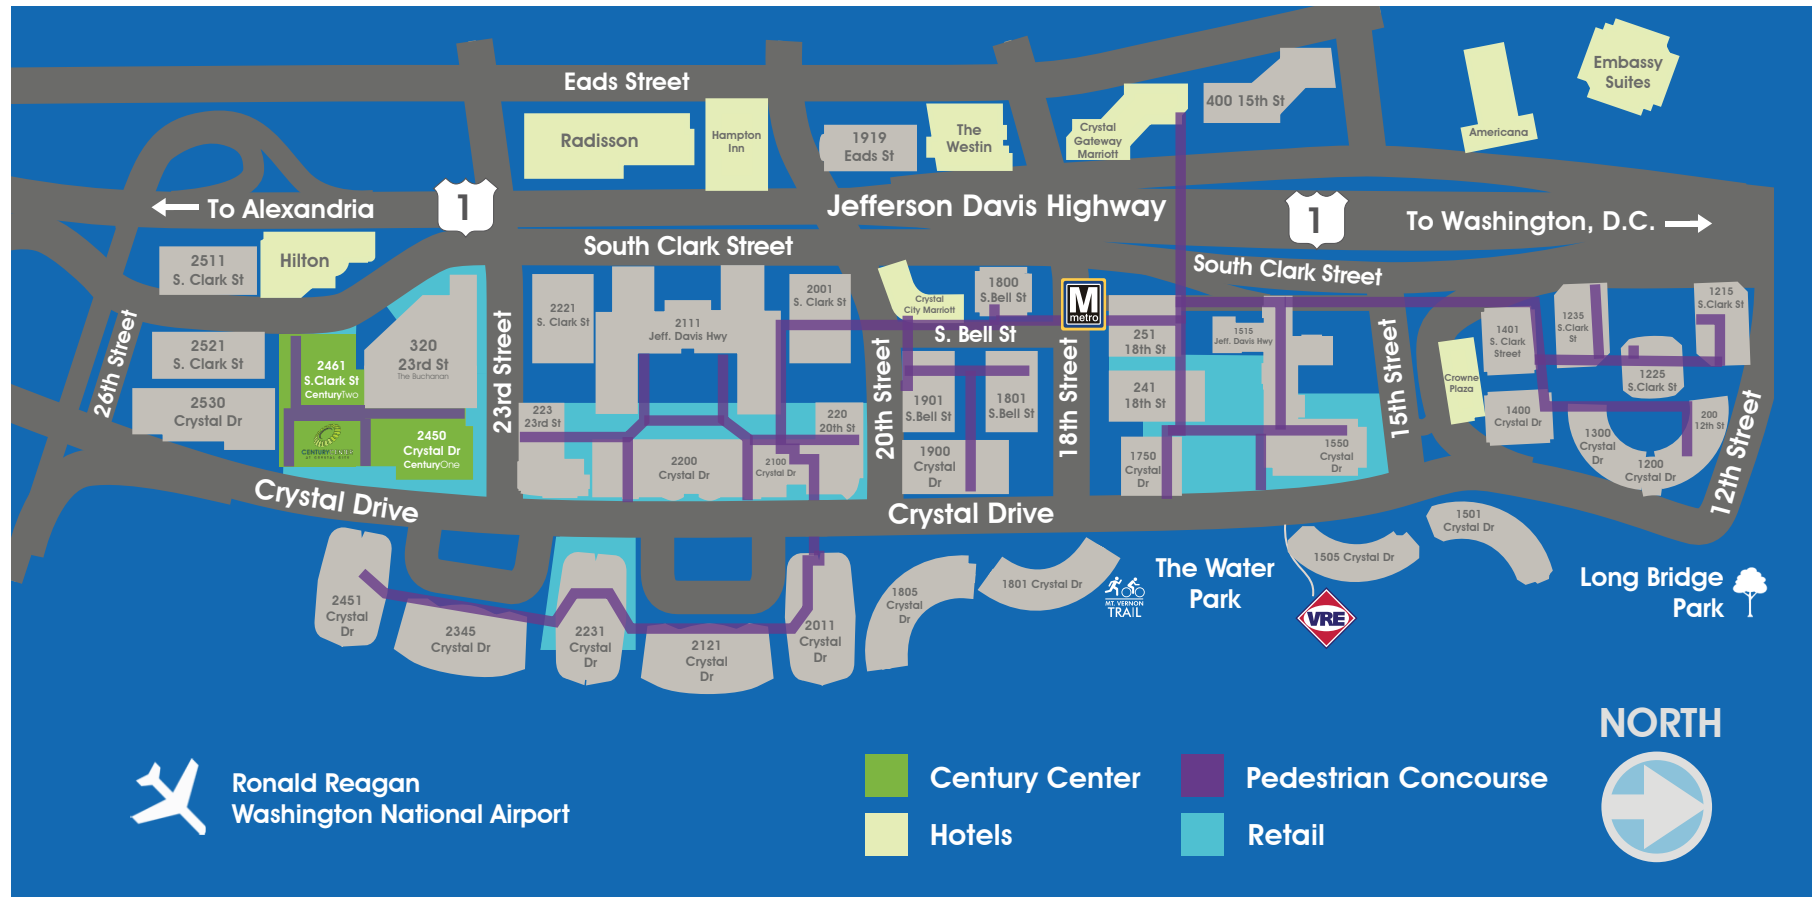 Eads Street
Embassy
Suites
Americana
400 15th St
Crystal
Gateway
Marriott
The
Westin
1919
Eads St
Hampton
Inn
Radisson
To Alexandria
1
Jefferson Davis Highway
1
To Washington, D.C.
South Clark Street
South Clark Street
2511
S. Clark St
Hilton
2521
S. Clark St
2530
Crystal Dr
26th Street
2461
S.Clark St
CenturyTwo
320
23rd St
The Buchanan
2450
Crystal Dr
CenturyOne
23rd Street
2221
S. Clark St
2111
Jeff. Davis Hwy
2001
S. Clark St
223
23rd St
220
20th St
2200
Crystal Dr
2100
Crystal Dr
20th Street
Crystal
City Marriott
1800
S.Bell St
S. Bell St
1901
S.Bell St
1801
S.Bell St
1900
Crystal
Dr
18th Street
M
metro
251
18th St
241
18th St
1750
Crystal
Dr
1515
Jeff. Davis Hwy
1550
Crystal
Dr
15th Street
Crowne
Plaza
1401
S. Clark
Street
1400
Crystal Dr
1235
S.Clark
St
1215
S.Clark St
1225
S.Clark St
1300
Crystal
Dr
1200
Crystal Dr
200
12th St
12th Street
Crystal Drive
Crystal Drive
2451
Crystal
Dr
2345
Crystal Dr
2231
Crystal
Dr
2121
Crystal
Dr
2011
Crystal
Dr
1805
Crystal
Dr
1801 Crystal Dr
MT. VERNON
TRAIL
The Water
Park
1505 Crystal Dr
VRE
1501
Crystal Dr
Long Bridge
Park
NORTH
Ronald Reagan
Washington National Airport
Century Center
Hotels
Pedestrian Concourse
Retail